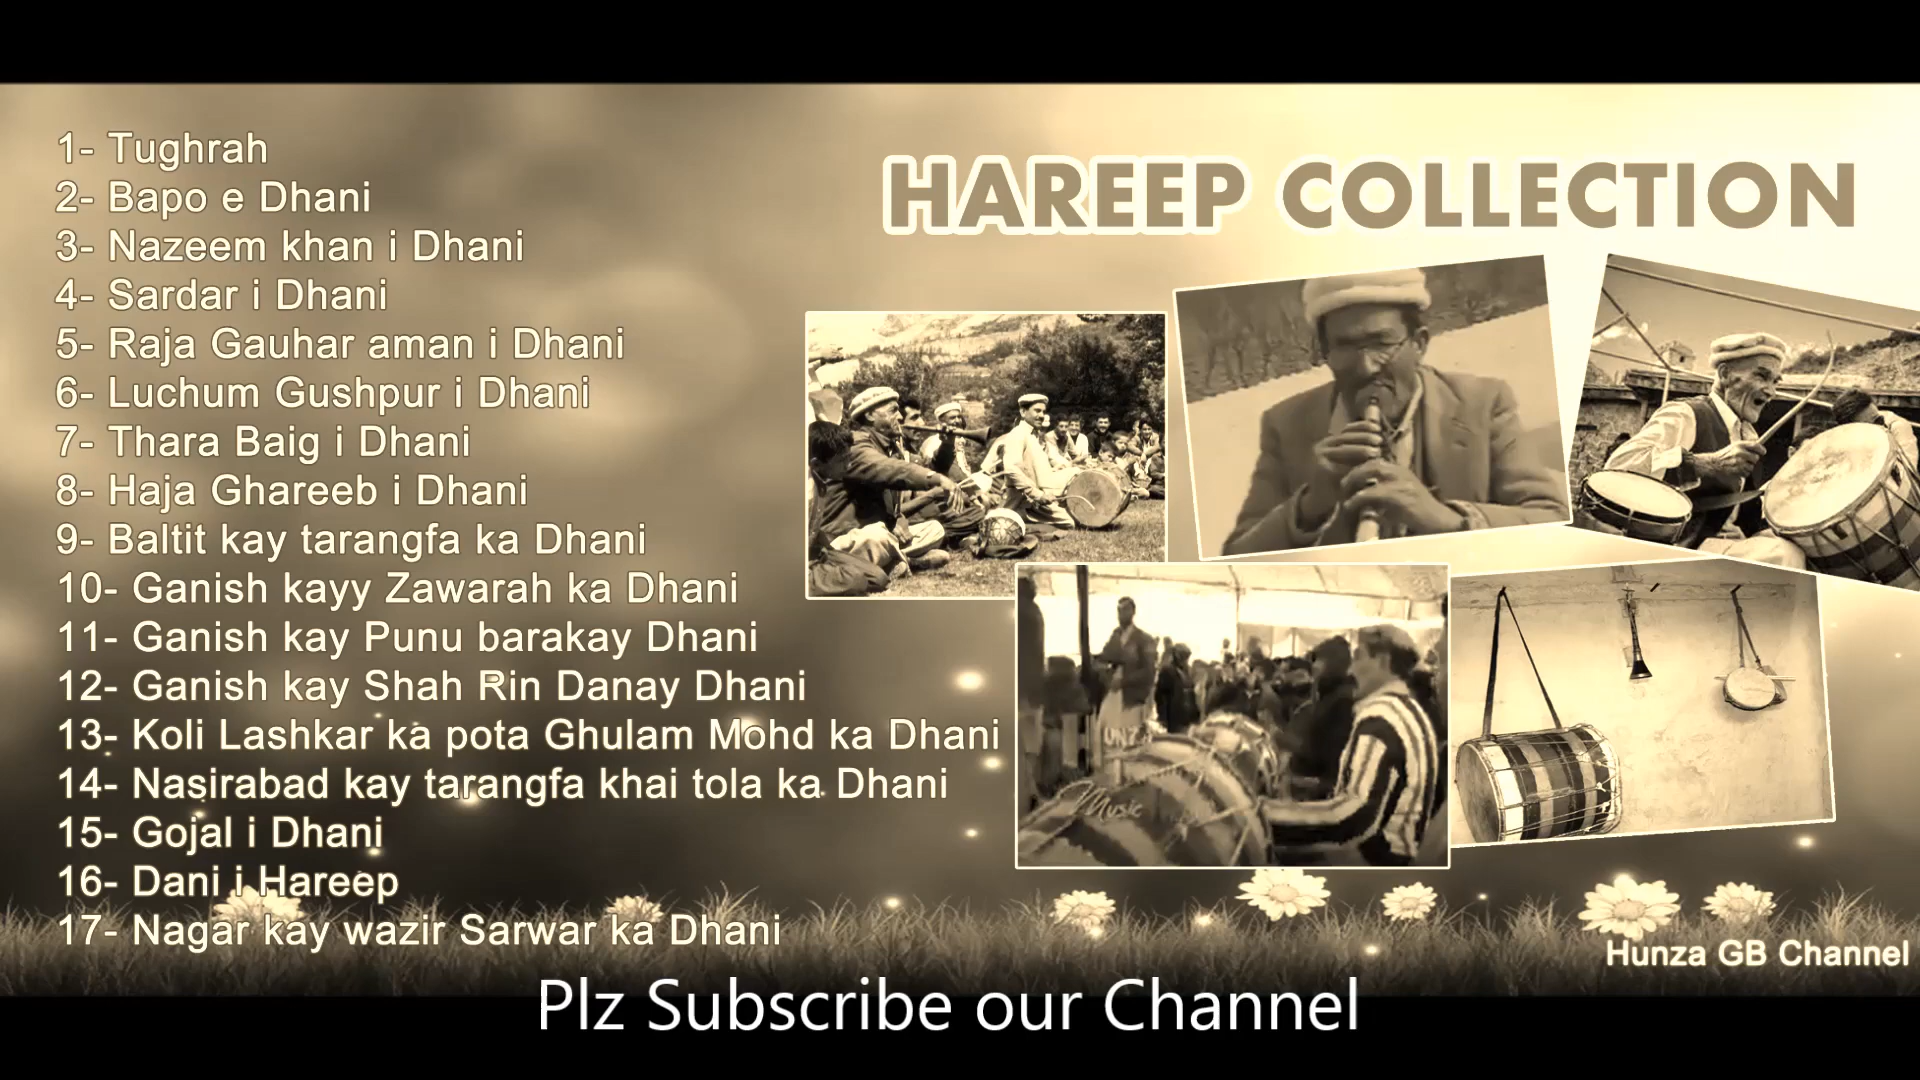 HAREEP COLLECTION
1- Tughrah
2- Bapo e Dhani
3- Nazeem khan i Dhani
4- Sardar i Dhani
5- Raja Gauhar aman i Dhani
6- Luchum Gushpur i Dhani
7- Thara Baig i Dhani
8- Haja Ghareeb i Dhani
9- Baltit kay tarangfa ka Dhani
10- Ganish kayy Zawarah ka Dhani
11- Ganish kay Punu barakay Dhani
12- Ganish kay Shah Rin Danay Dhani
13- Koli Lashkar ka pota Ghulam Mohd ka Dhani
14- Nasirabad kay tarangfa khai tola ka Dhani
15- Gojal i Dhani
16- Dani i Hareep
17- Nagar kay wazir Sarwar ka Dhani
Music
Hunza GB Channel
Plz Subscribe our Channel